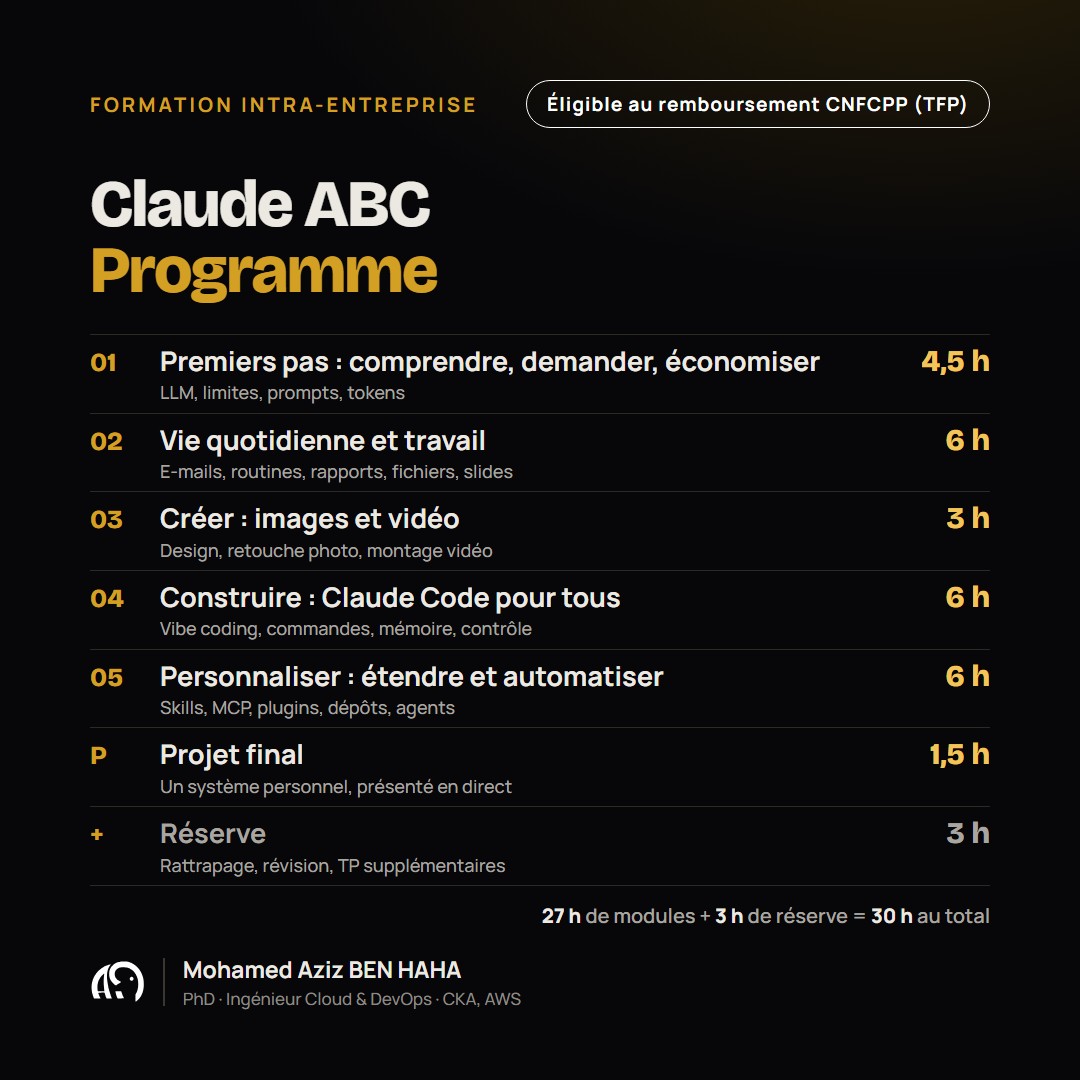 FORMATION INTRA-ENTREPRISE
Éligible au remboursement CNFCPP (TFP)
Claude ABC
Programme
01 Premiers pas : comprendre, demander, économiser 4,5 h
LLM, limites, prompts, tokens
02 Vie quotidienne et travail 6 h
E-mails, routines, rapports, fichiers, slides
03 Créer : images et vidéo 3 h
Design, retouche photo, montage vidéo
04 Construire : Claude Code pour tous 6 h
Vibe coding, commandes, mémoire, contrôle
05 Personnaliser : étendre et automatiser 6 h
Skills, MCP, plugins, dépôts, agents
P Projet final 1,5 h
Un système personnel, présenté en direct
+ Réserve 3 h
Rattrapage, révision, TP supplémentaires
27 h de modules + 3 h de réserve = 30 h au total
Mohamed Aziz BEN HAHA
PhD · Ingénieur Cloud & DevOps · CKA, AWS